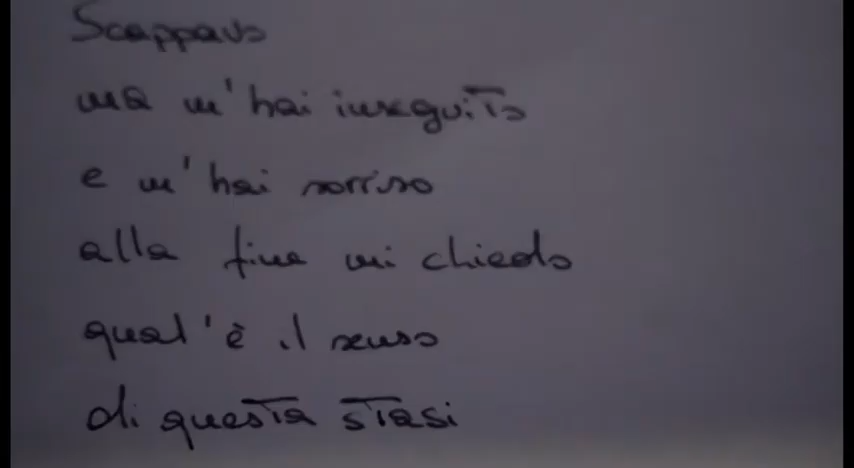 Scappavo
ma m'hai inseguito
e m'hai sorriso
alla fine mi chiedo
qual'è il senso
di questa stasi